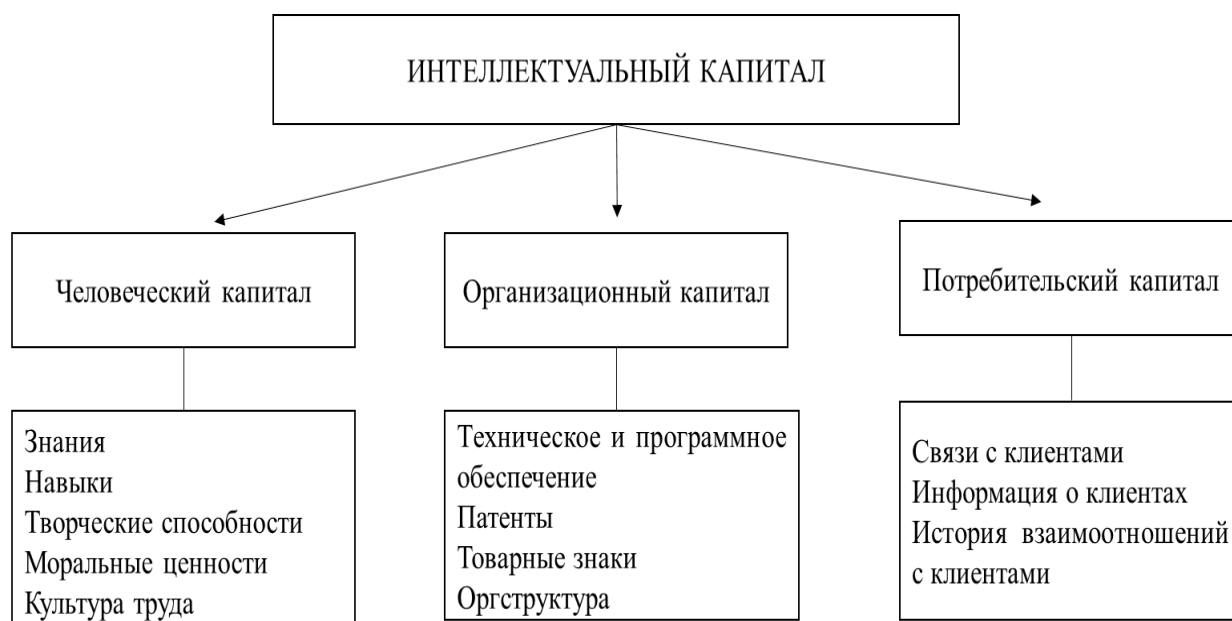 ИНТЕЛЛЕКТУАЛЬНЫЙ КАПИТАЛ
Человеческий капитал
Организационный капитал
Потребительский капитал
Знания
Навыки
Творческие способности
Моральные ценности
Культура труда
Техническое и программное
обеспечение
Патенты
Товарные знаки
Оргструктура
Связи с клиентами
Информация о клиентах
История взаимоотношений
с клиентами